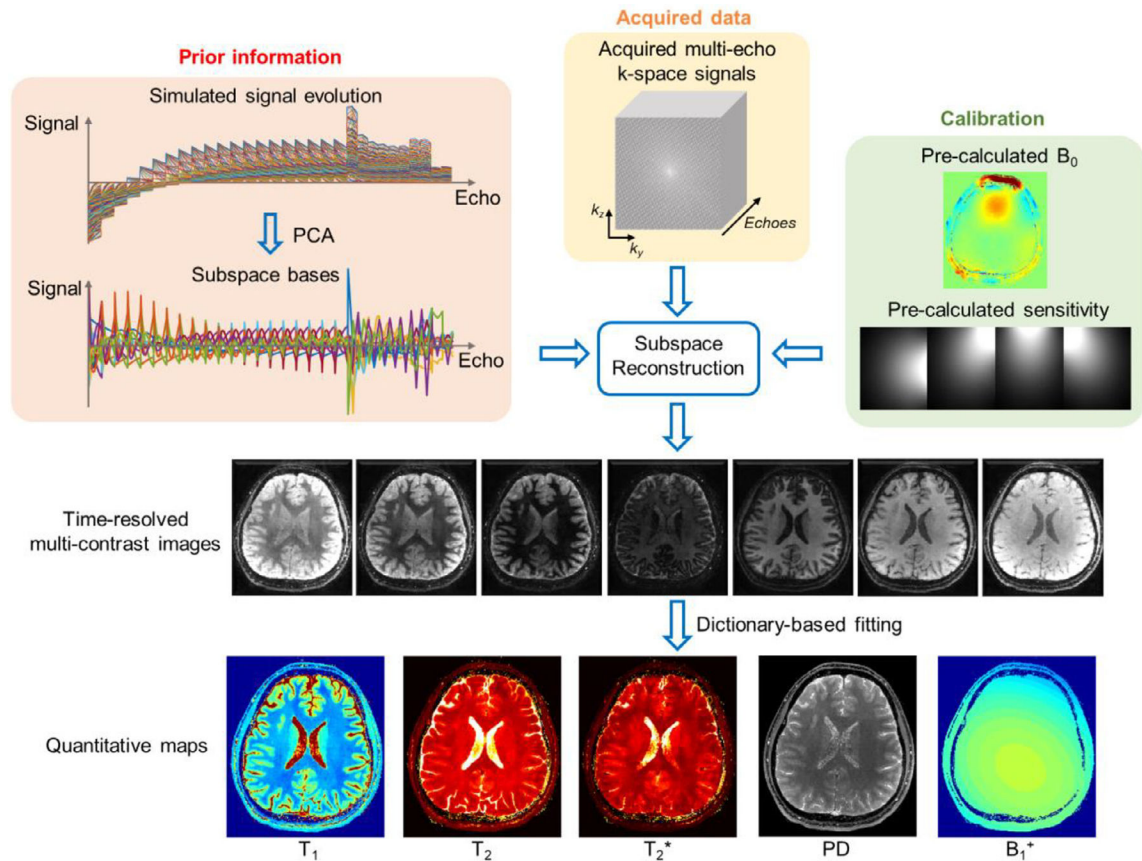 Prior information
Simulated signal evolution
Signal
Echo
PCA
Subspace bases
Signal
Echo
Acquired data
Acquired multi-echo
k-space signals
k_z
k_y
Echoes
Calibration
Pre-calculated B₀
Pre-calculated sensitivity
Subspace
Reconstruction
Time-resolved
multi-contrast images
Dictionary-based fitting
Quantitative maps
T₁
T₂
T₂*
PD
B₁⁺